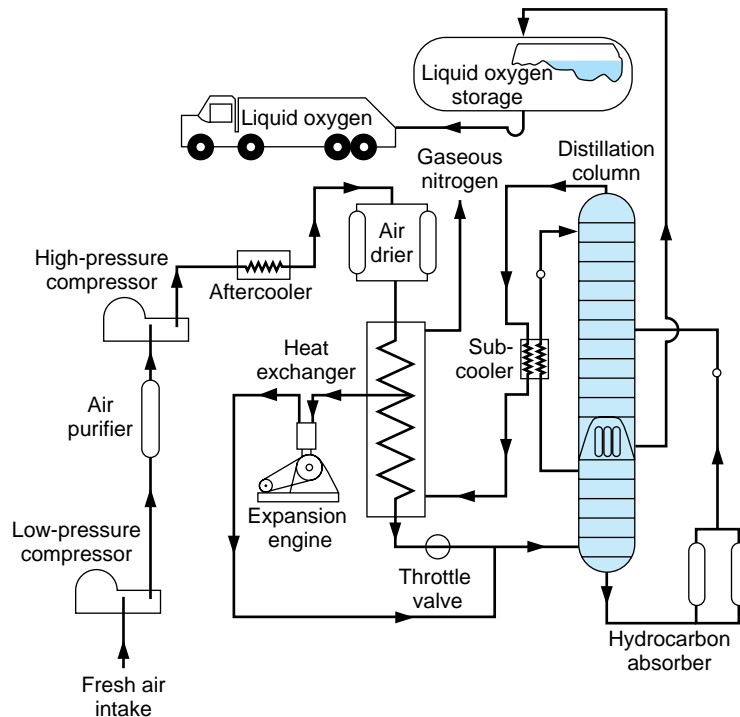 Liquid oxygen
storage
Liquid oxygen
Gaseous
nitrogen
Distillation
column
Air
drier
High-pressure
compressor
Aftercooler
Heat
exchanger
Sub-
cooler
Air
purifier
Expansion
engine
Low-pressure
compressor
Throttle
valve
Hydrocarbon
absorber
Fresh air
intake